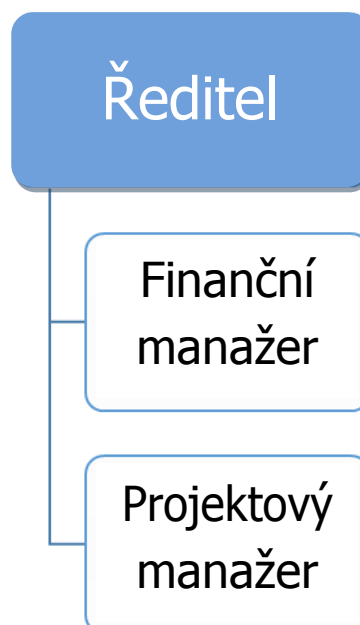 Ředitel
Finanční
manažer
Projektový
manažer